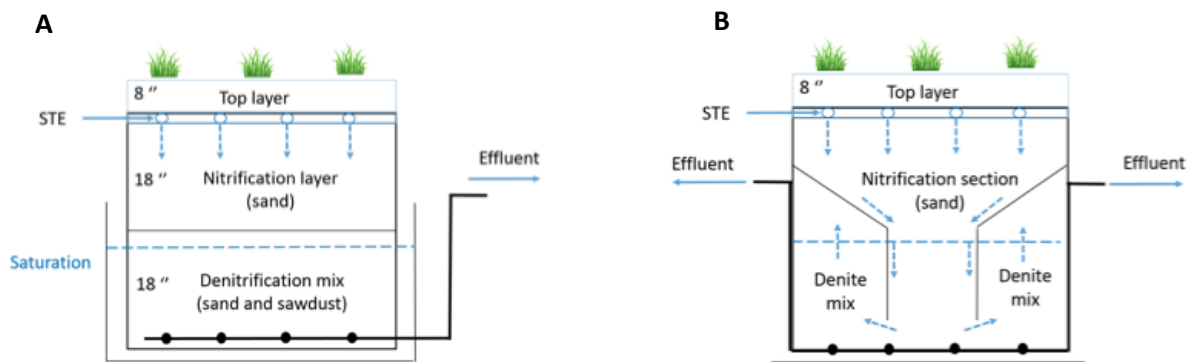 A
8 ″
Top layer
STE
Effluent
18 ″
Nitrification layer
(sand)
Saturation
18 ″
Denitrification mix
(sand and sawdust)
B
8 ″
Top layer
STE
Effluent
Effluent
Nitrification section
(sand)
Denite
mix
Denite
mix